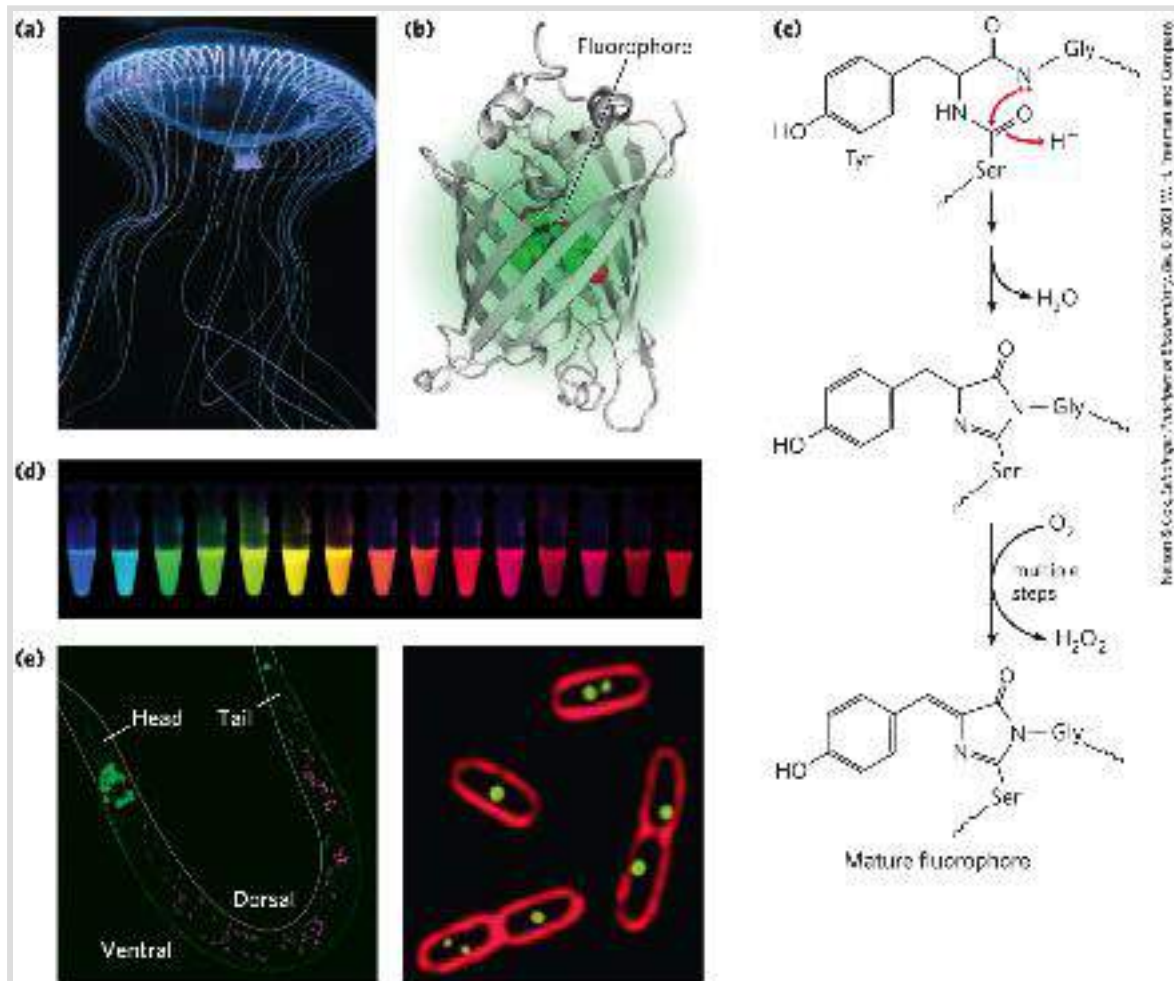 (a)
(b)
Fluorophore
(c)
O
Gly
N
HN
O
H⁺
HO
Tyr
Ser
H₂O
O
N
Gly
N
HO
Ser
O₂
multiple
steps
H₂O₂
O
N
Gly
N
HO
Ser
Mature fluorophore
(d)
(e)
Head
Tail
Dorsal
Ventral